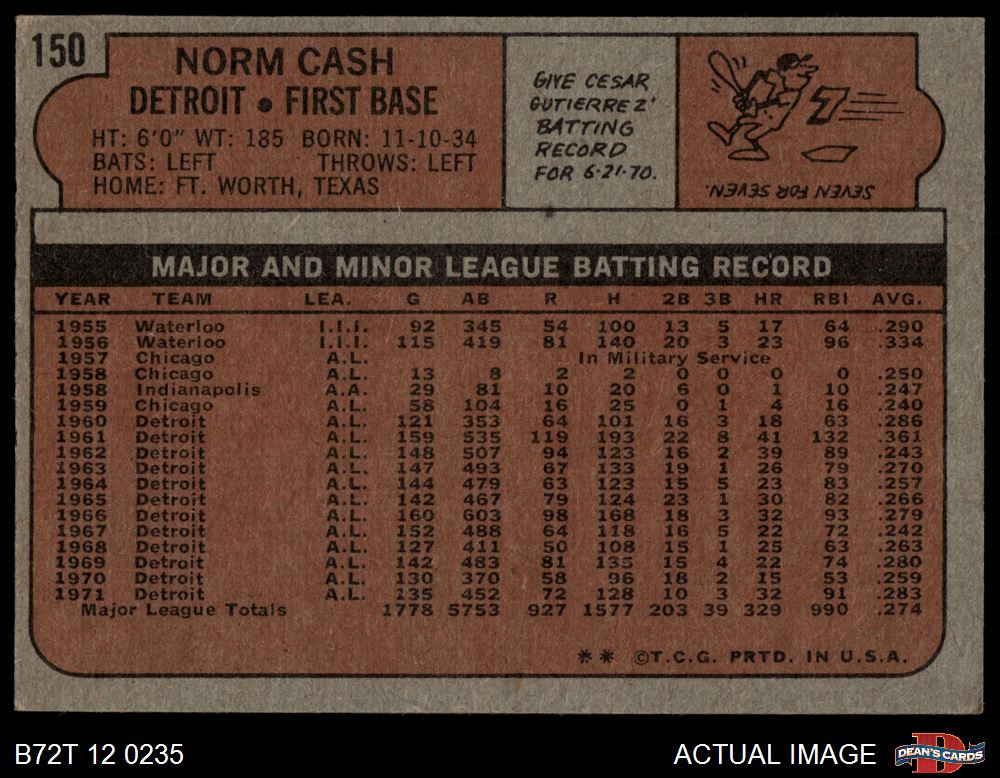 150
NORM CASH
DETROIT • FIRST BASE
HT: 6'0" WT: 185 BORN: 11-10-34
BATS: LEFT THROWS: LEFT
HOME: FT. WORTH, TEXAS
GIVE CESAR
GUTIERREZ'
BATTING
RECORD
FOR 6-21-70.
7
SEVEN FOR SEVEN.
MAJOR AND MINOR LEAGUE BATTING RECORD
YEAR TEAM LEA. G AB R H 2B 3B HR RBI AVG.
1955 Waterloo I.I.I. 92 345 54 100 13 5 17 64 .290
1956 Waterloo I.I.I. 115 419 81 140 20 3 23 96 .334
1957 Chicago A.L. In Military Service
1958 Chicago A.L. 13 8 2 2 0 0 0 0 .250
1958 Indianapolis A.A. 29 81 10 20 6 0 1 10 .247
1959 Chicago A.L. 58 104 16 25 0 1 4 16 .240
1960 Detroit A.L. 121 353 64 101 16 3 18 63 .286
1961 Detroit A.L. 159 535 119 193 22 8 41 132 .361
1962 Detroit A.L. 148 507 94 123 16 2 39 89 .243
1963 Detroit A.L. 147 493 67 133 19 1 26 79 .270
1964 Detroit A.L. 144 479 63 123 15 5 23 83 .257
1965 Detroit A.L. 142 467 79 124 23 1 30 82 .266
1966 Detroit A.L. 160 603 98 168 18 3 32 93 .279
1967 Detroit A.L. 152 488 64 118 16 5 22 72 .242
1968 Detroit A.L. 127 411 50 108 15 1 25 63 .263
1969 Detroit A.L. 142 483 81 135 15 4 22 74 .280
1970 Detroit A.L. 130 370 58 96 18 2 15 53 .259
1971 Detroit A.L. 135 452 72 128 10 3 32 91 .283
Major League Totals 1778 5753 927 1577 203 39 329 990 .274
** ©T.C.G. PRTD. IN U.S.A.
B72T 12 0235
ACTUAL IMAGE
DEAN'S CARDS